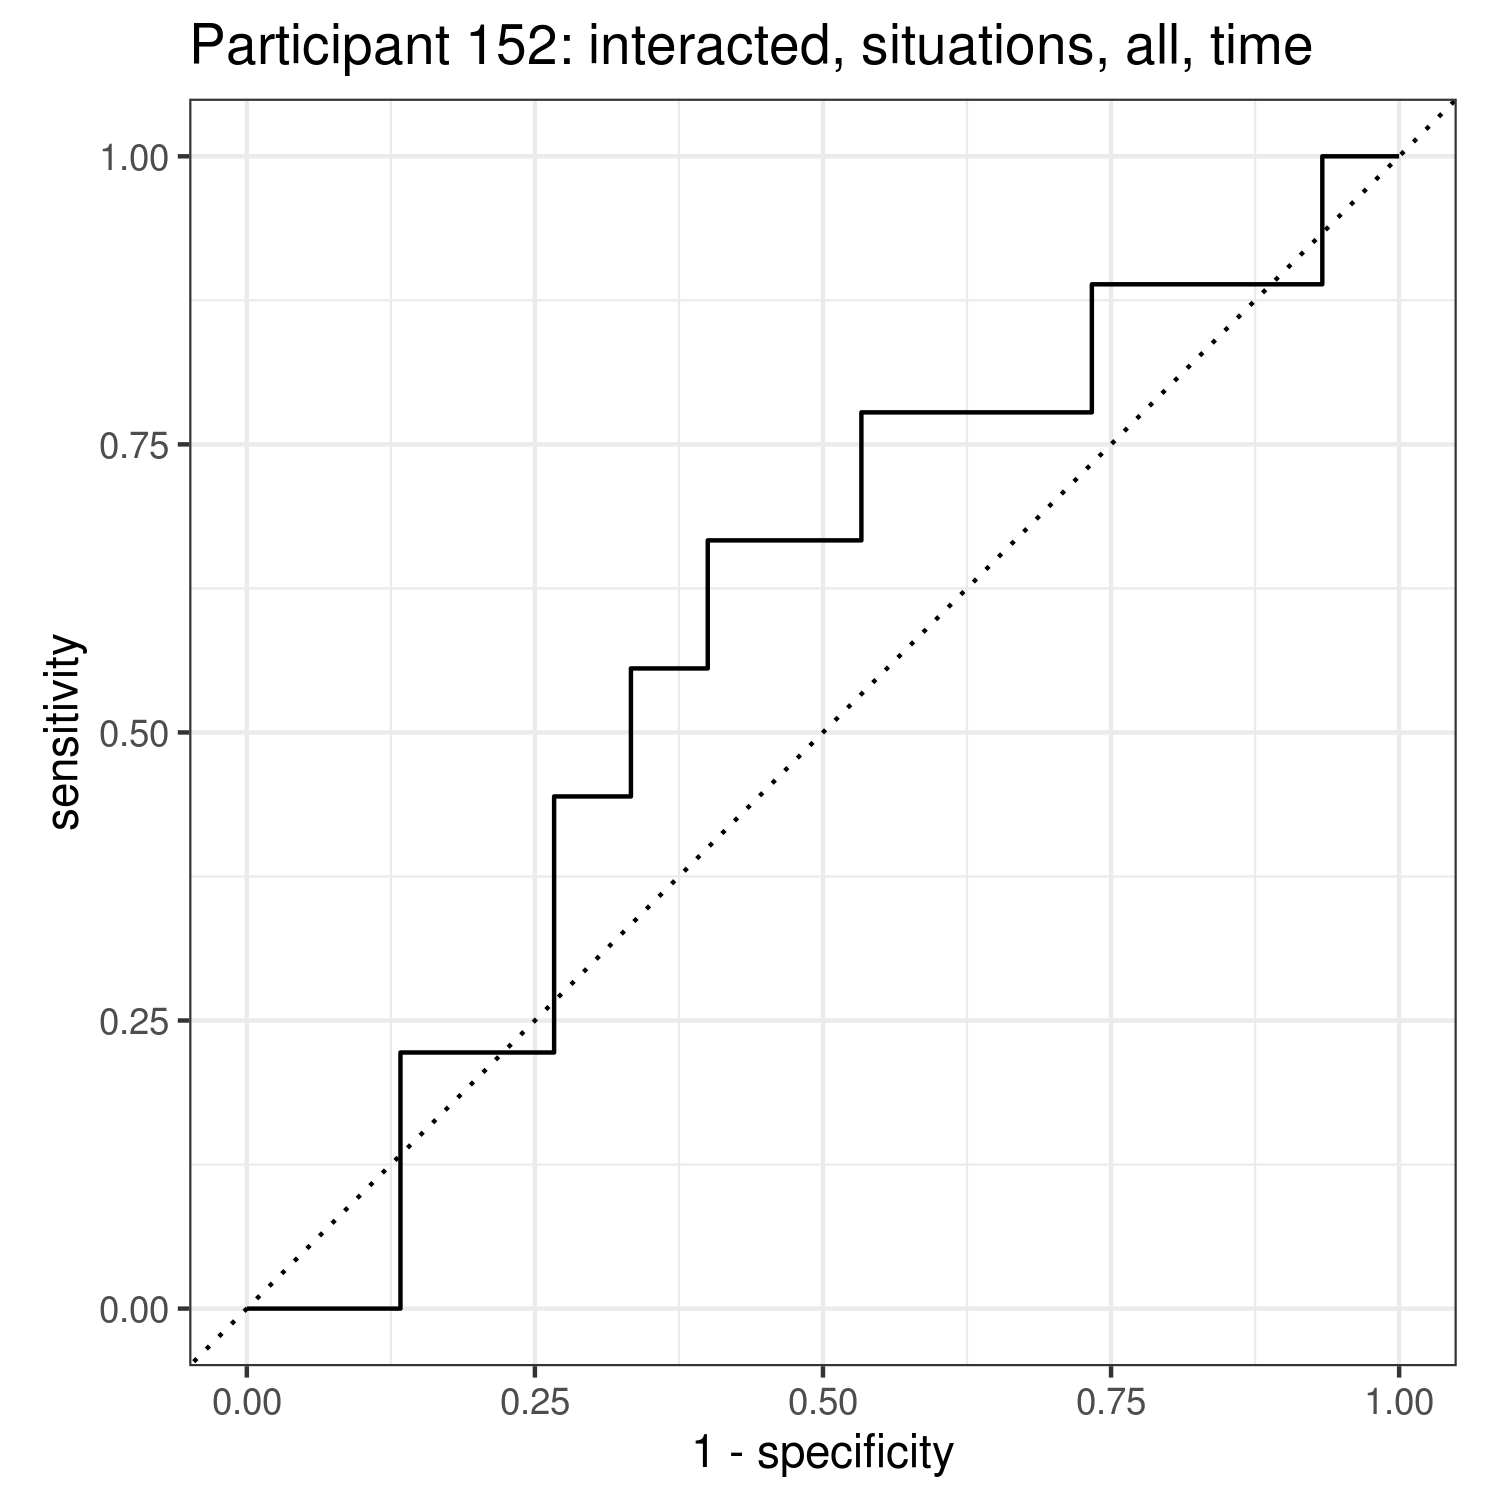 Participant 152: interacted, situations, all, time
1.00
0.75
0.50
0.25
0.00
sensitivity
0.00 0.25 0.50 0.75 1.00
1 - specificity